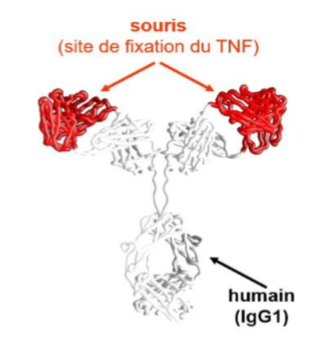 souris
(site de fixation du TNF)
humain
(IgG1)